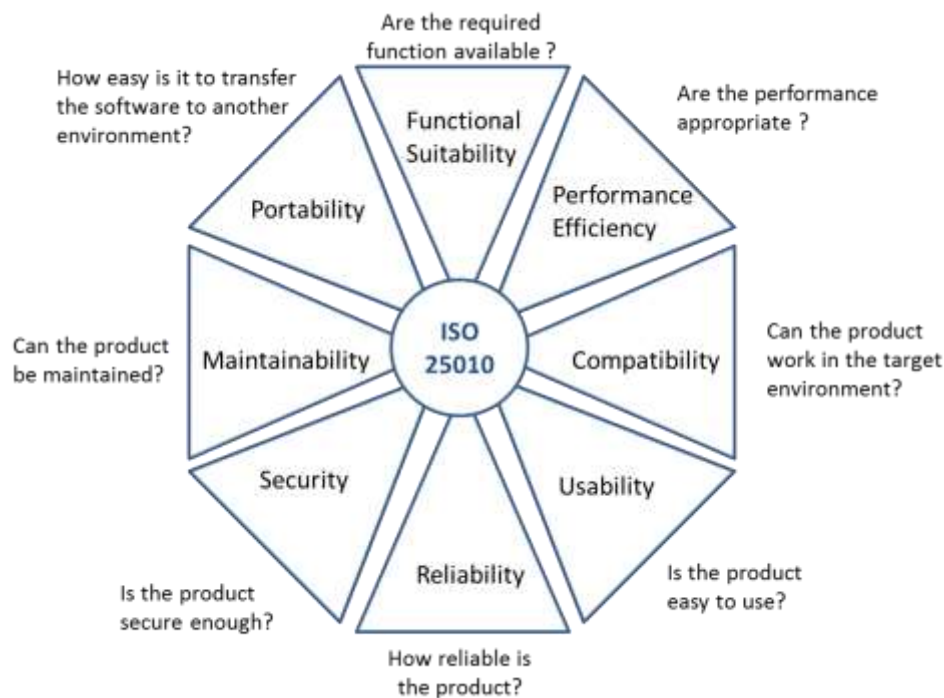 Are the required
function available ?
How easy is it to transfer
the software to another
environment?
Are the performance
appropriate ?
Functional
Suitability
Portability
Performance
Efficiency
ISO
25010
Can the product
be maintained?
Maintainability
Compatibility
Can the product
work in the target
environment?
Security
Usability
Reliability
Is the product
secure enough?
Is the product
easy to use?
How reliable is
the product?